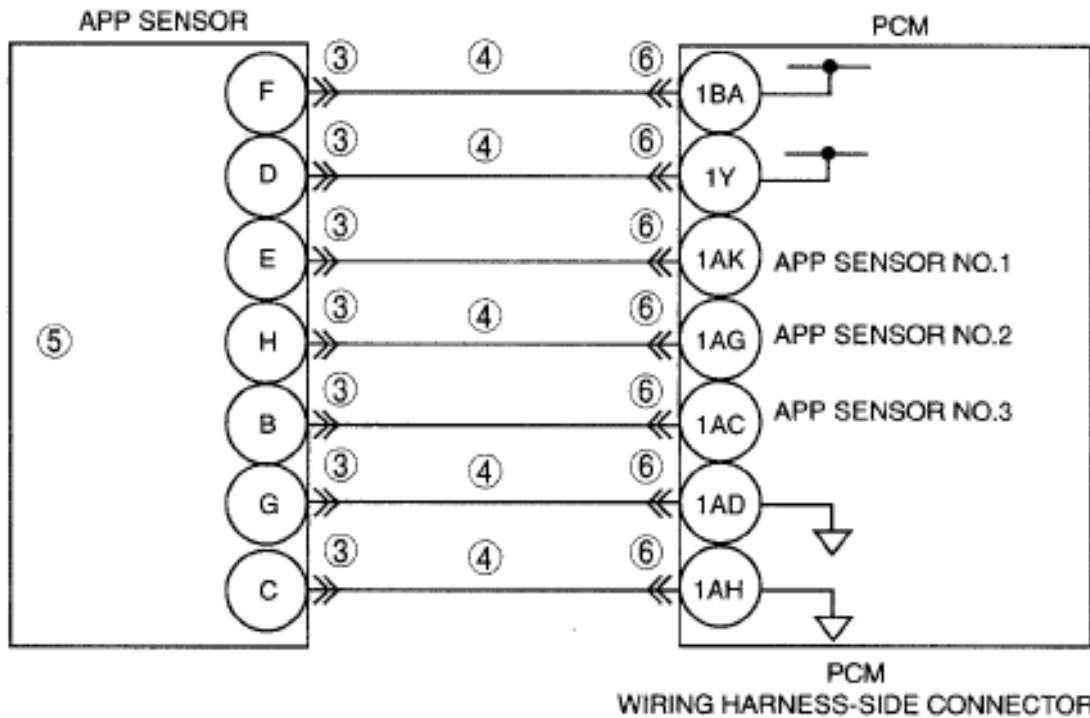 APP SENSOR
PCM
③ ④ ⑥
F 1BA
③ ④ ⑥
D 1Y
③ ⑥
E 1AK APP SENSOR NO.1
③ ④ ⑥
⑤ H 1AG APP SENSOR NO.2
③ ⑥
B 1AC APP SENSOR NO.3
③ ④ ⑥
G 1AD
③ ④ ⑥
C 1AH
PCM
WIRING HARNESS-SIDE CONNECTOR